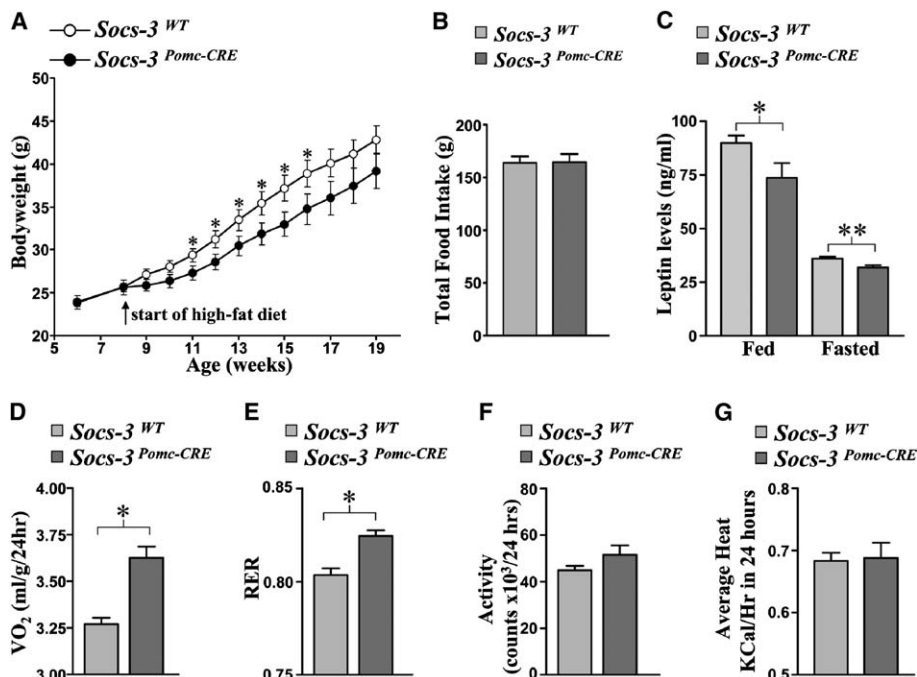 A
Socs-3 WT
Socs-3 Pomc-CRE
Bodyweight (g)
50
45
40
35
30
25
20
* * * * * *
start of high-fat diet
5 7 9 11 13 15 17 19
Age (weeks)
B
Socs-3 WT
Socs-3 Pomc-CRE
Total Food Intake (g)
200
150
100
50
0
C
Socs-3 WT
Socs-3 Pomc-CRE
Leptin levels (ng/ml)
100
75
50
25
0
*
**
Fed Fasted
D
Socs-3 WT
Socs-3 Pomc-CRE
VO2 (ml/g/24hr)
4.00
3.75
3.50
3.25
3.00
*
E
Socs-3 WT
Socs-3 Pomc-CRE
RER
0.85
0.80
0.75
*
F
Socs-3 WT
Socs-3 Pomc-CRE
Activity
(counts x10³/24 hrs)
80
60
40
20
0
G
Socs-3 WT
Socs-3 Pomc-CRE
Average Heat
KCal/Hr in 24 hours
0.8
0.7
0.6
0.5